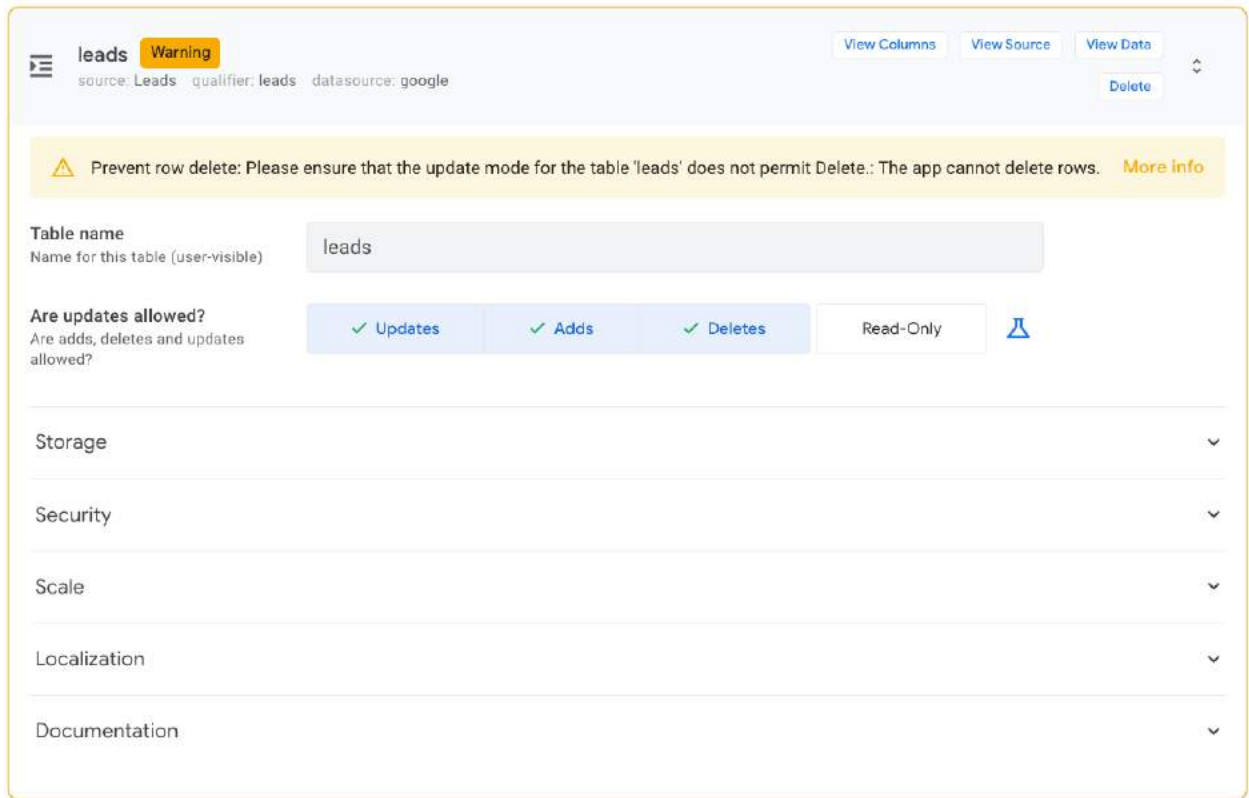 leads Warning
View Columns View Source View Data
source: Leads qualifier: leads datasource: google
Delete
Prevent row delete: Please ensure that the update mode for the table 'leads' does not permit Delete.: The app cannot delete rows. More info
Table name
Name for this table (user-visible)
leads
Are updates allowed?
Are adds, deletes and updates
allowed?
Updates Adds Deletes Read-Only
Storage
Security
Scale
Localization
Documentation